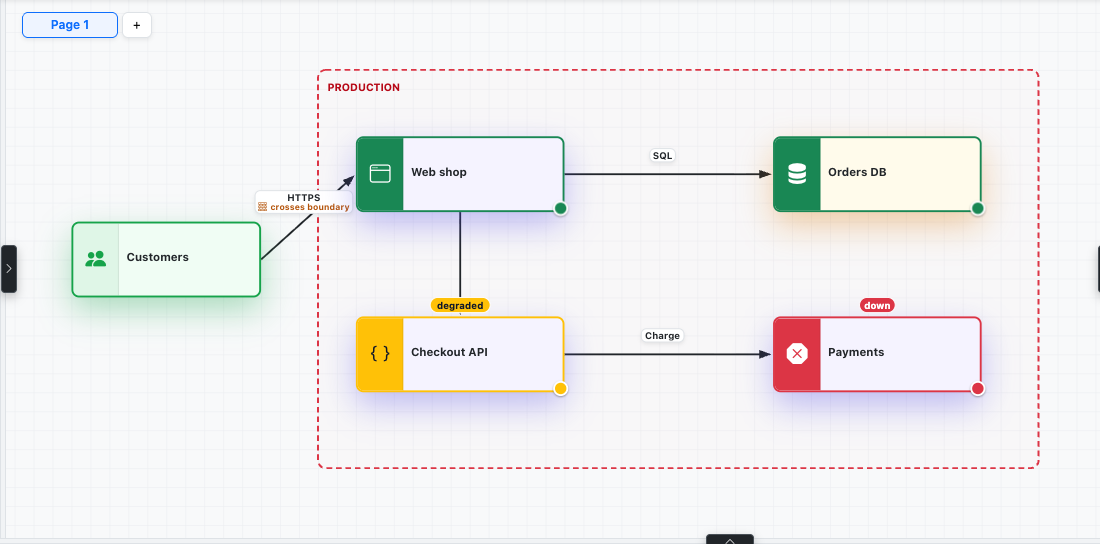 Page 1
+
PRODUCTION
SQL
Web shop
Orders DB
HTTPS
crosses boundary
Customers
degraded
down
Charge
{ } Checkout API
Payments